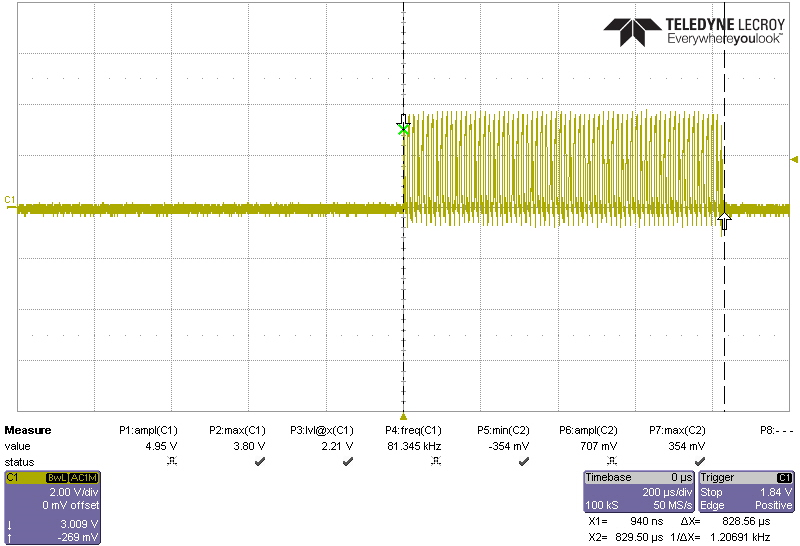 TELEDYNE LECROY
Everywhereyoulook™
C1
Measure P1:ampl(C1) P2:max(C1) P3:lvl@x(C1) P4:freq(C1) P5:min(C2) P6:ampl(C2) P7:max(C2) P8:- - -
value 4.95 V 3.80 V 2.21 V 81.345 kHz -354 mV 707 mV 354 mV
status
C1 BwL AC1M
2.00 V/div
0 mV offset
↓ 3.009 V
↑ -269 mV
Timebase 0 µs
200 µs/div
100 kS 50 MS/s
Trigger C1
Stop 1.84 V
Edge Positive
X1= 940 ns ΔX= 828.56 µs
X2= 829.50 µs 1/ΔX= 1.20691 kHz